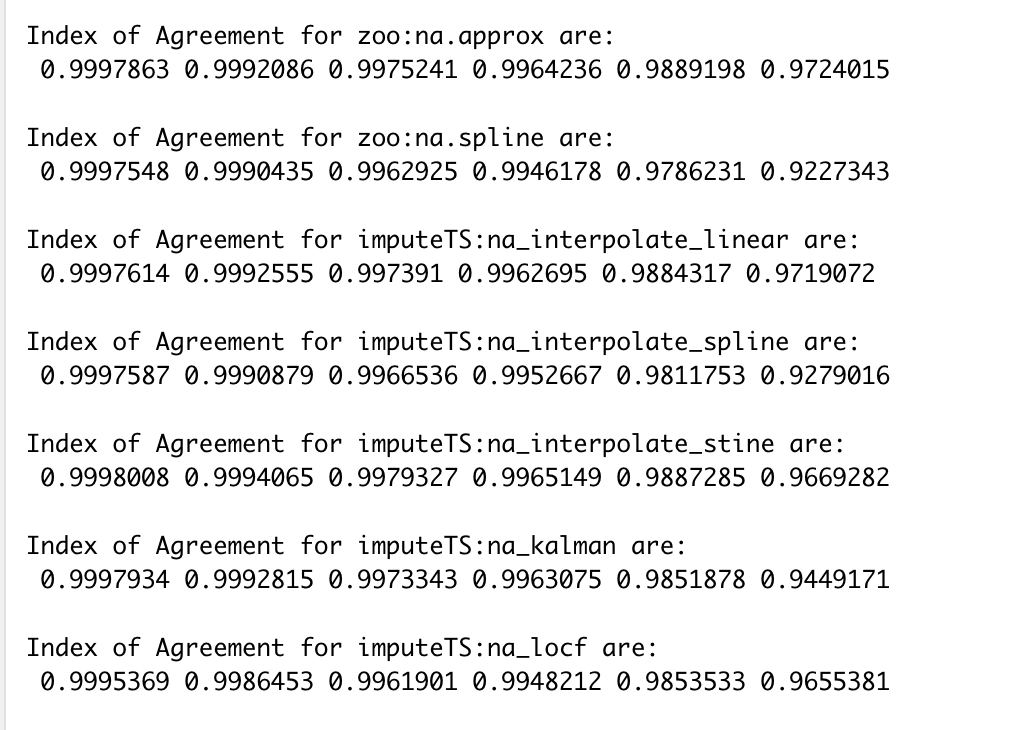 Index of Agreement for zoo:na.approx are:
0.9997863 0.9992086 0.9975241 0.9964236 0.9889198 0.9724015
Index of Agreement for zoo:na.spline are:
0.9997548 0.9990435 0.9962925 0.9946178 0.9786231 0.9227343
Index of Agreement for imputeTS:na_interpolate_linear are:
0.9997614 0.9992555 0.997391 0.9962695 0.9884317 0.9719072
Index of Agreement for imputeTS:na_interpolate_spline are:
0.9997587 0.9990879 0.9966536 0.9952667 0.9811753 0.9279016
Index of Agreement for imputeTS:na_interpolate_stine are:
0.9998008 0.9994065 0.9979327 0.9965149 0.9887285 0.9669282
Index of Agreement for imputeTS:na_kalman are:
0.9997934 0.9992815 0.9973343 0.9963075 0.9851878 0.9449171
Index of Agreement for imputeTS:na_locf are:
0.9995369 0.9986453 0.9961901 0.9948212 0.9853533 0.9655381